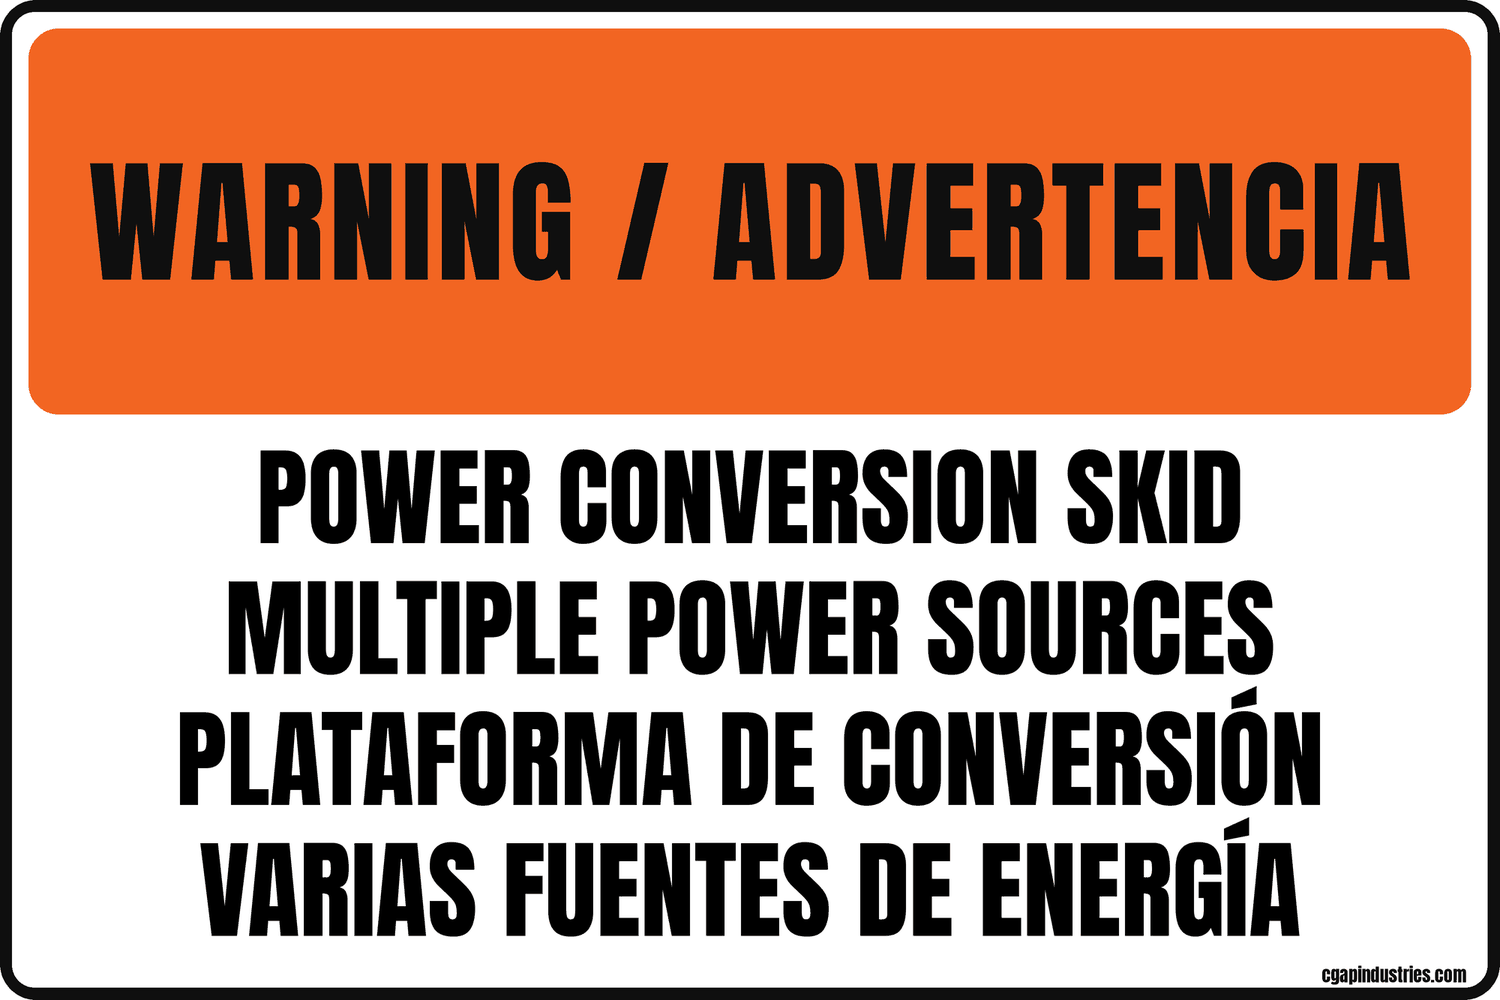 WARNING / ADVERTENCIA
POWER CONVERSION SKID
MULTIPLE POWER SOURCES
PLATAFORMA DE CONVERSIÓN
VARIAS FUENTES DE ENERGÍA
cgapindustries.com